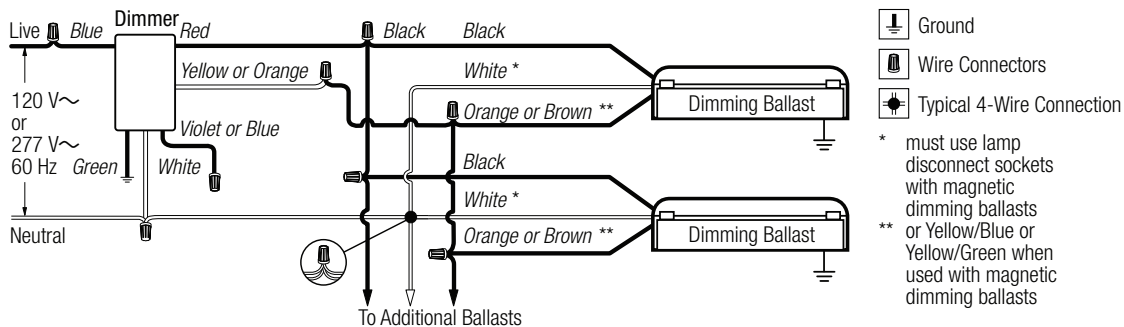 Dimmer
Live
Blue
Red
Black
Black
Ground
White *
Yellow or Orange
Wire Connectors
120 V~
or
277 V~
60 Hz
Orange or Brown **
Dimming Ballast
Typical 4-Wire Connection
Violet or Blue
Green
White
Black
* must use lamp
disconnect sockets
with magnetic
dimming ballasts
White *
Neutral
Orange or Brown **
Dimming Ballast
** or Yellow/Blue or
Yellow/Green when
used with magnetic
dimming ballasts
To Additional Ballasts